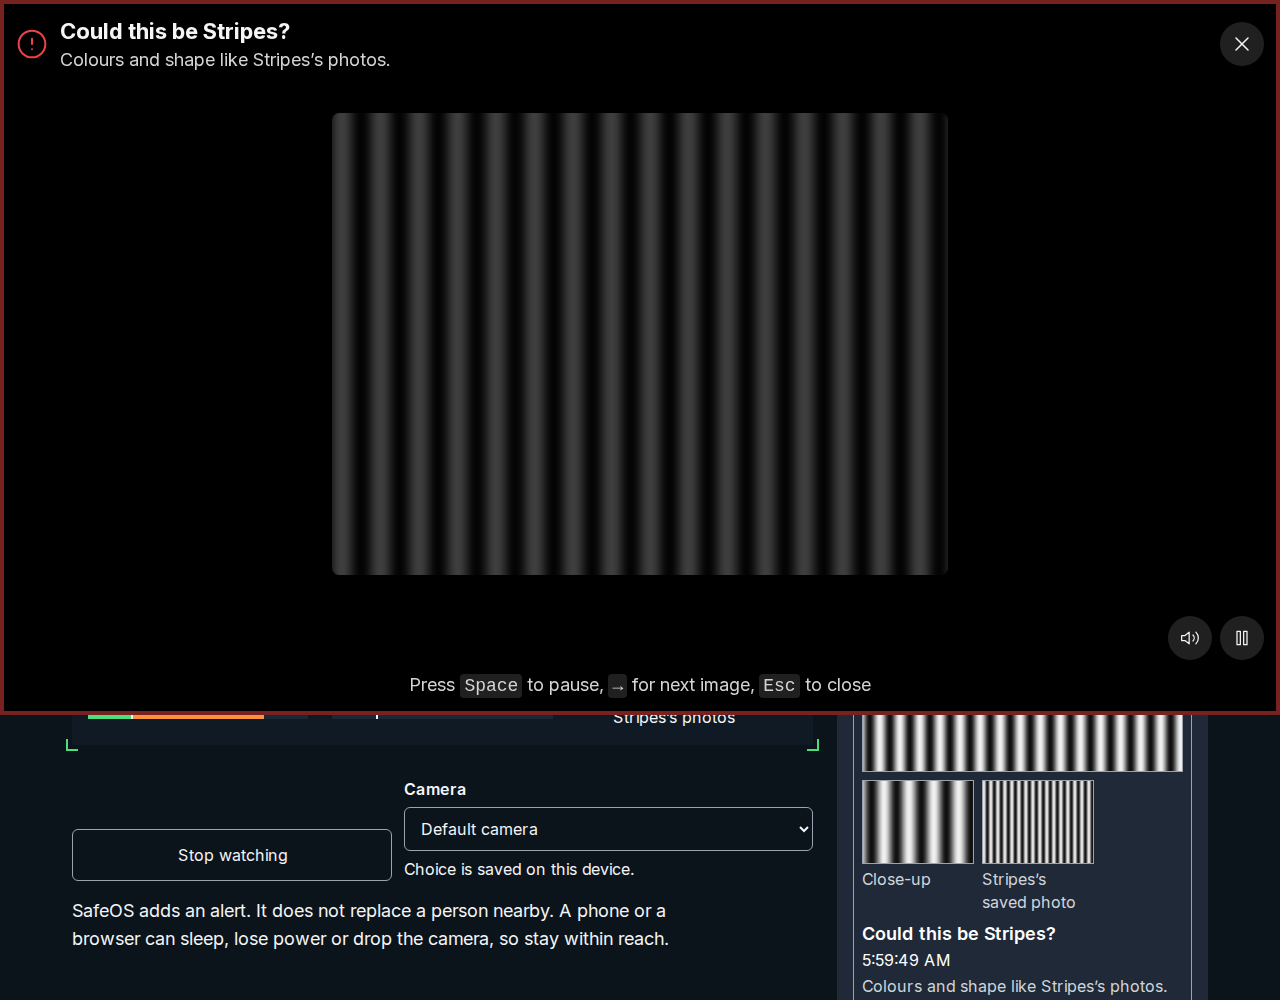 Could this be Stripes?
Colours and shape like Stripes’s photos.
Press Space to pause, → for next image, Esc to close
Stripes’s photos
Camera
Default camera
Stop watching
Choice is saved on this device.
SafeOS adds an alert. It does not replace a person nearby. A phone or a
browser can sleep, lose power or drop the camera, so stay within reach.
Close-up
Stripes’s
saved photo
Could this be Stripes?
5:59:49 AM
Colours and shape like Stripes’s photos.